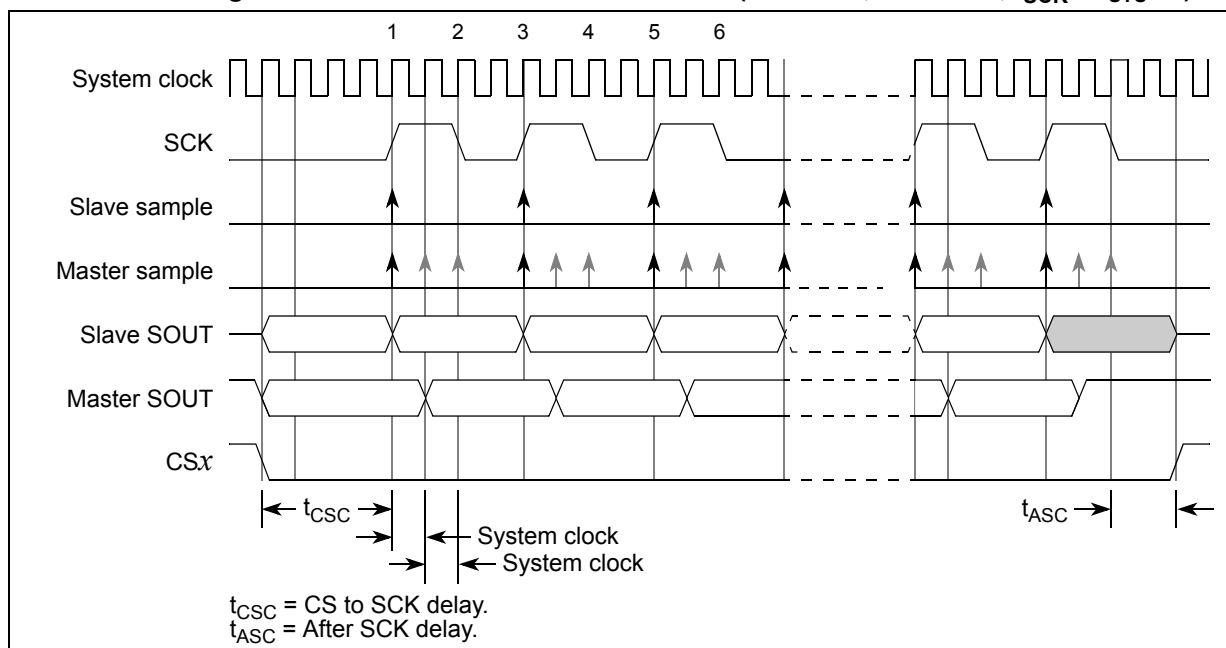 1 2 3 4 5 6
System clock
SCK
Slave sample
Master sample
Slave SOUT
Master SOUT
CSx
tCSC
tASC
System clock
System clock
tCSC = CS to SCK delay.
tASC = After SCK delay.